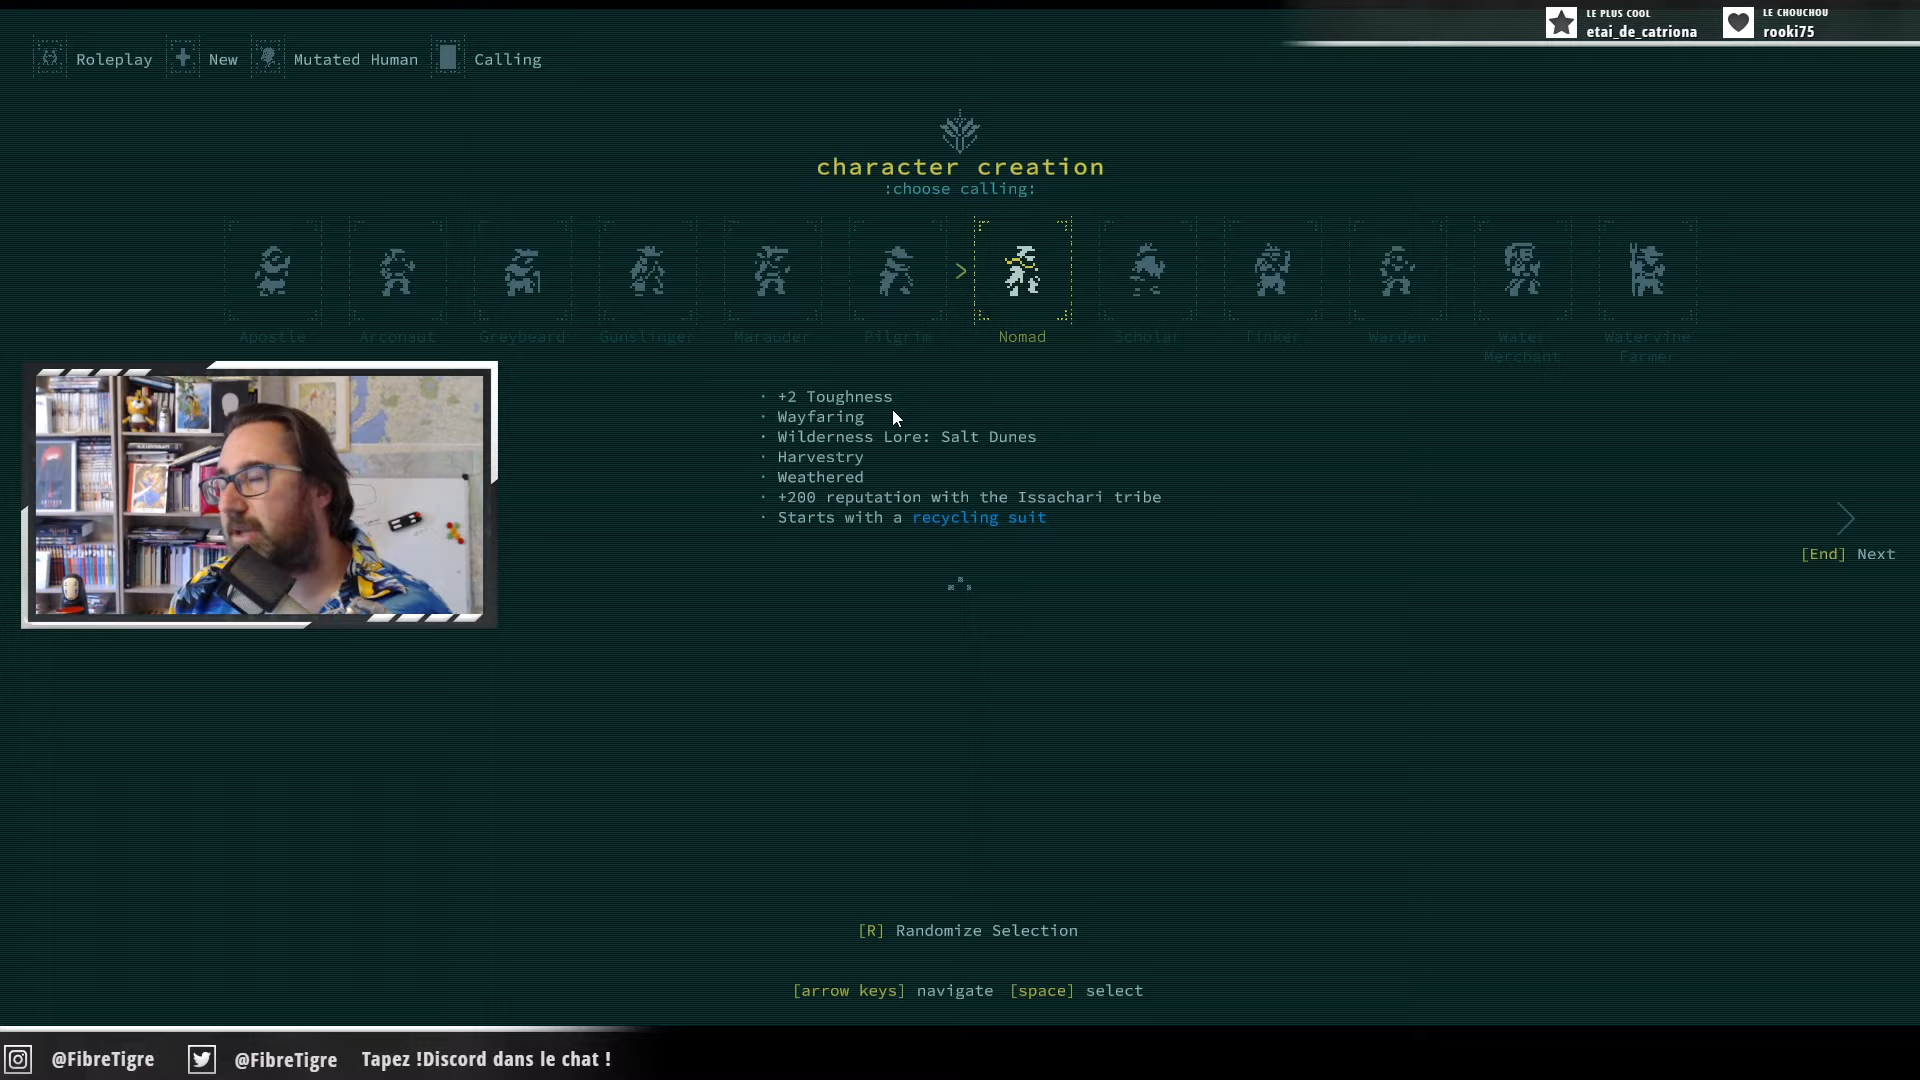 LE PLUS COOL
etai_de_catriona
LE CHOUCHOU
rooki75
Roleplay
New
Mutated Human
Calling
character creation
:choose calling:
Apostle
Arconaut
Greybeard
Gunslinger
Marauder
Pilgrim
>
Nomad
Scholar
Tinker
Warden
Water
Merchant
Watervine
Farmer
· +2 Toughness
· Wayfaring
· Wilderness Lore: Salt Dunes
· Harvestry
· Weathered
· +200 reputation with the Issachari tribe
· Starts with a recycling suit
[End] Next
[R] Randomize Selection
[arrow keys] navigate [space] select
@FibreTigre
@FibreTigre
Tapez !Discord dans le chat !